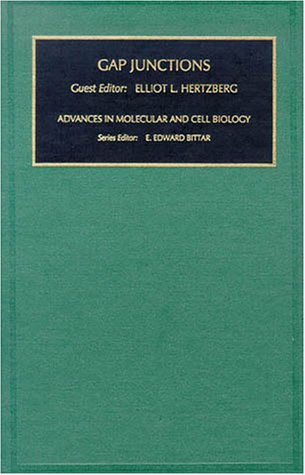 GAP JUNCTIONS
Guest Editor: ELLIOT L. HERTZBERG
ADVANCES IN MOLECULAR AND CELL BIOLOGY
Series Editor: E. EDWARD BITTAR